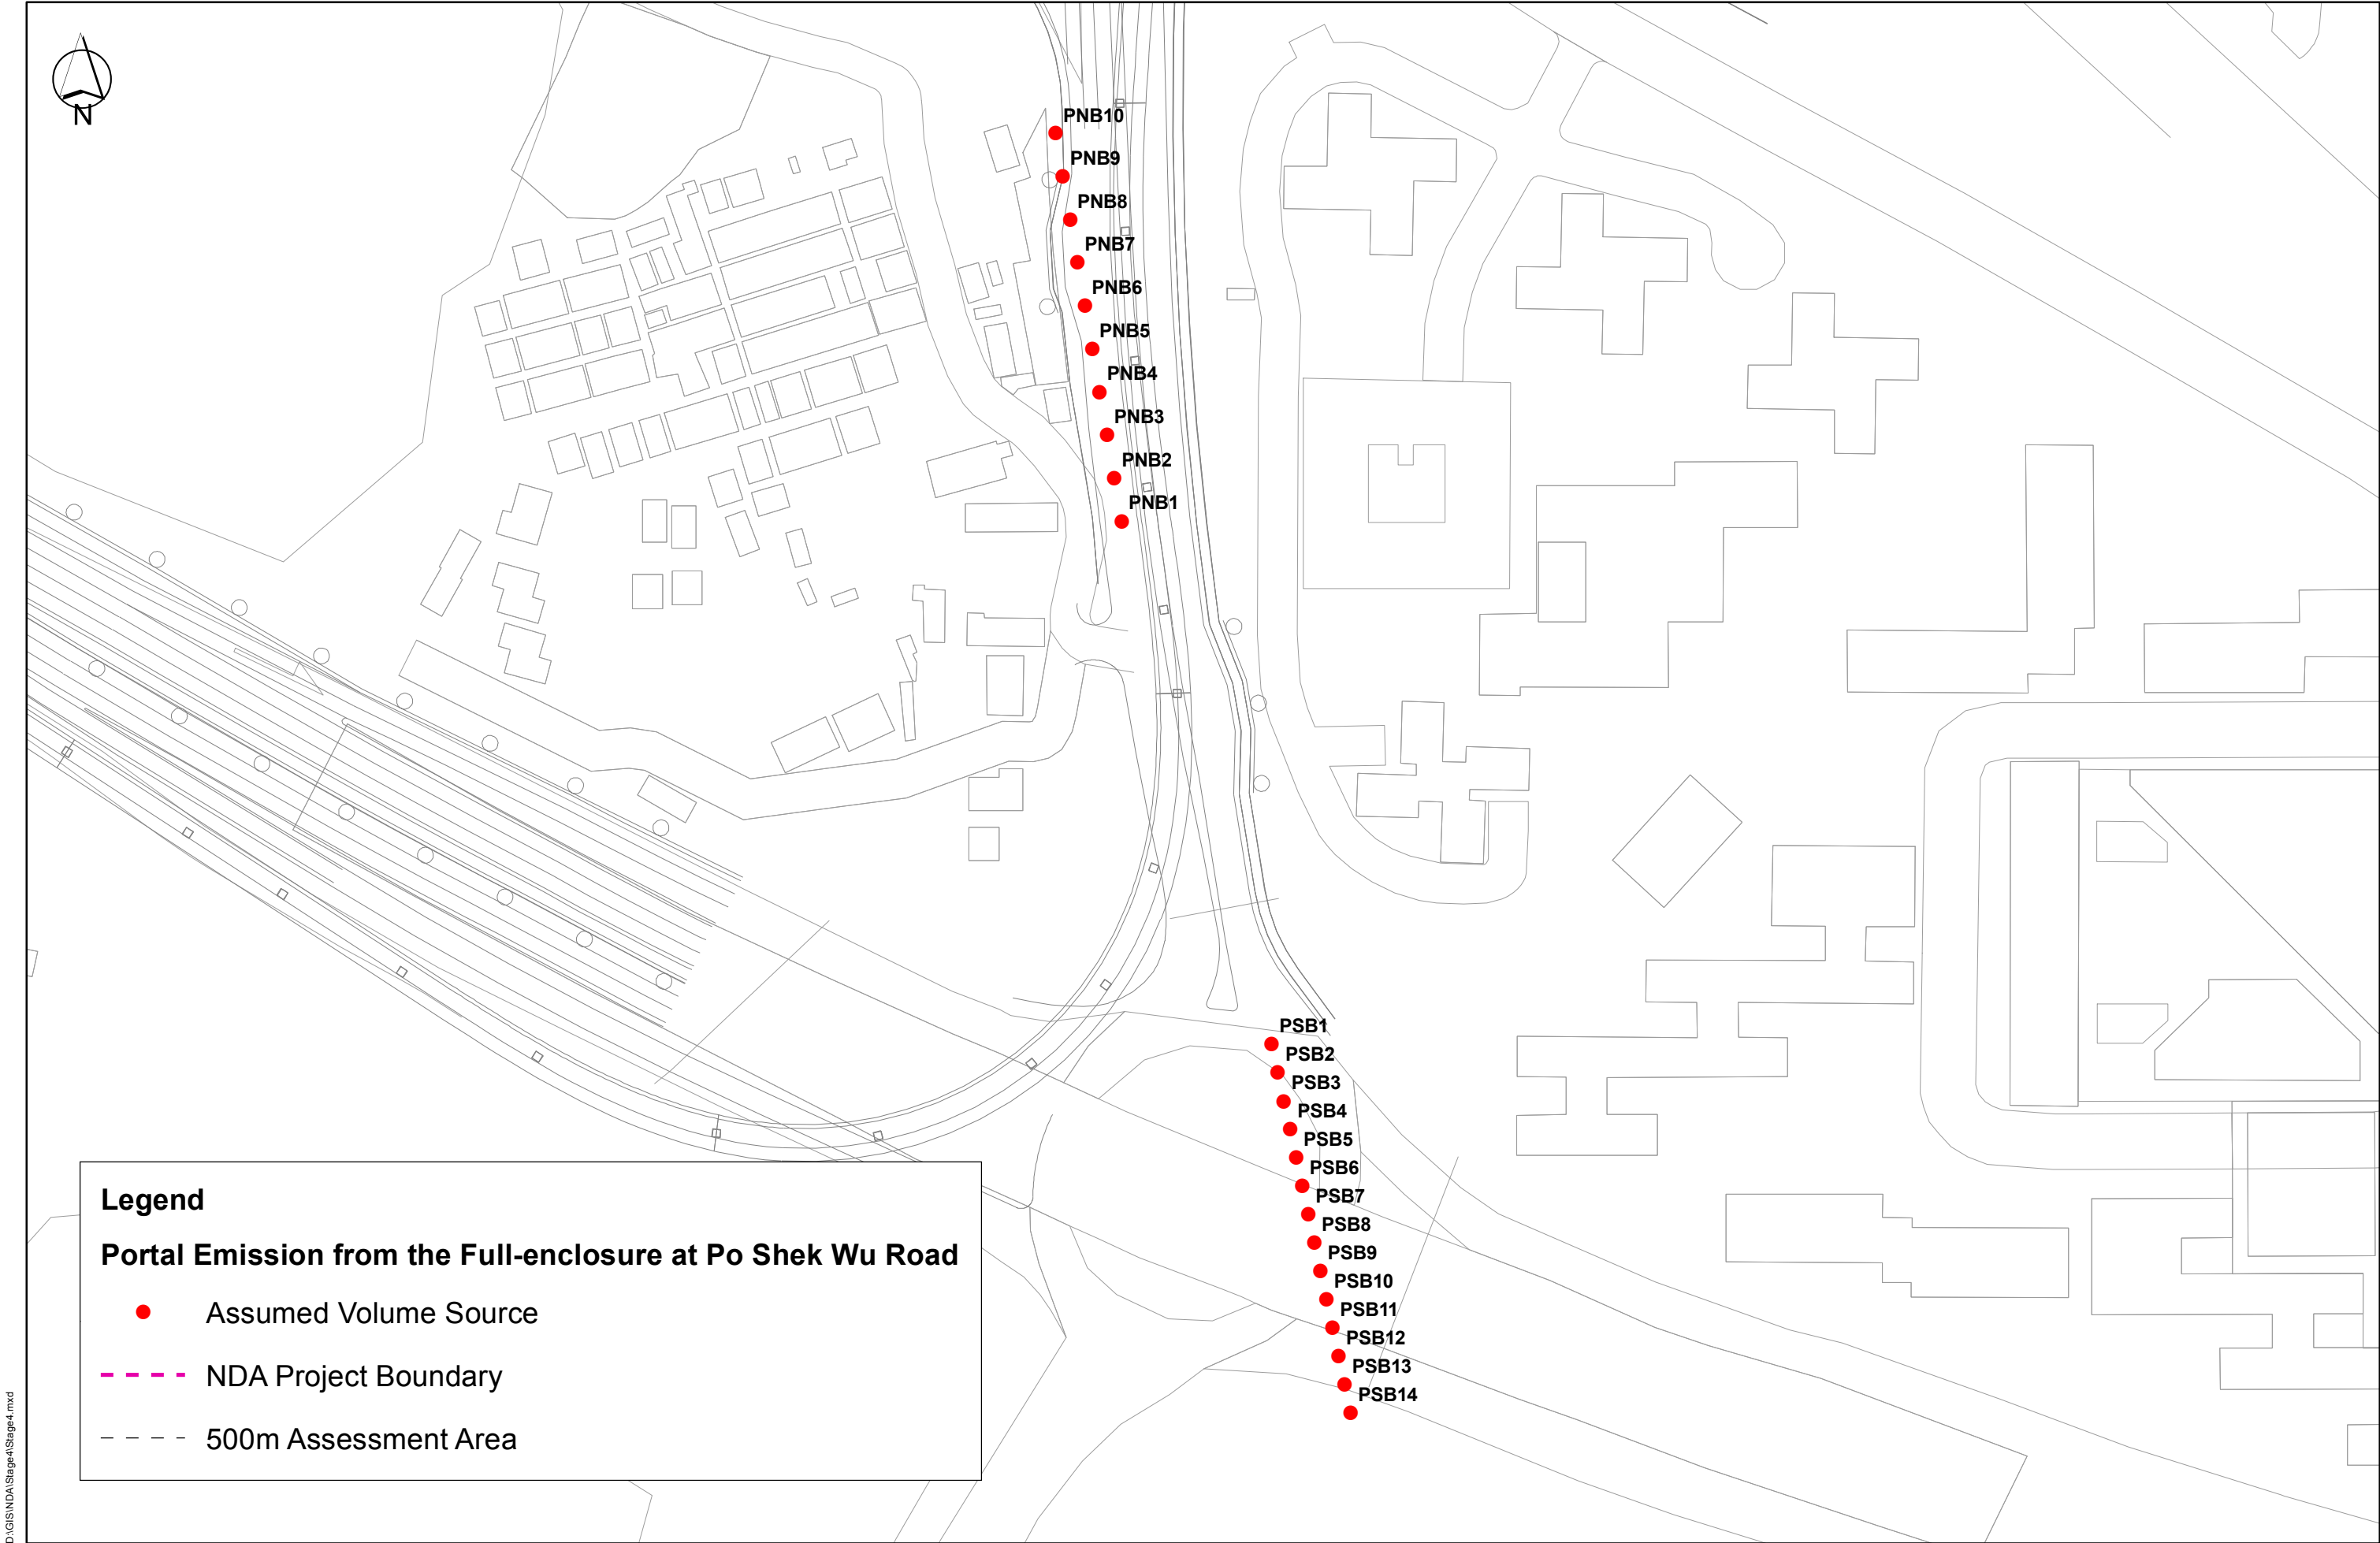 N
PNB10
PNB9
PNB8
PNB7
PNB6
PNB5
PNB4
PNB3
PNB2
PNB1
PSB1
PSB2
PSB3
PSB4
PSB5
PSB6
PSB7
PSB8
PSB9
PSB10
PSB11
PSB12
PSB13
PSB14
Legend
Portal Emission from the Full-enclosure at Po Shek Wu Road
Assumed Volume Source
NDA Project Boundary
500m Assessment Area
D:\GIS\NDA\Stage4\Stage4.mxd